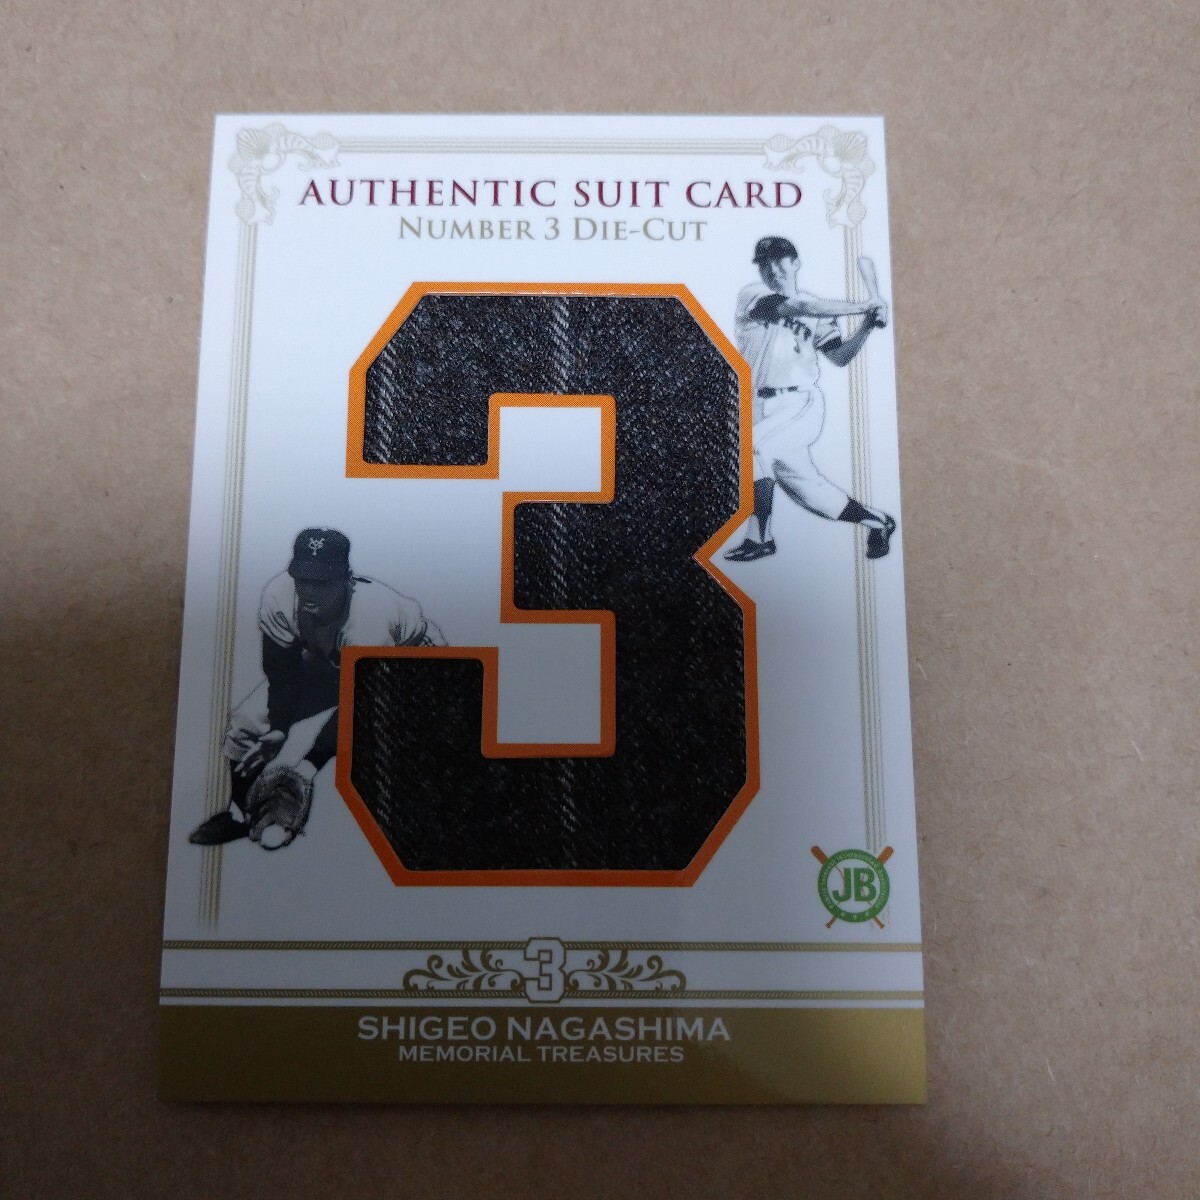 AUTHENTIC SUIT CARD
NUMBER 3 DIE-CUT
3
JB
3
SHIGEO NAGASHIMA
MEMORIAL TREASURES